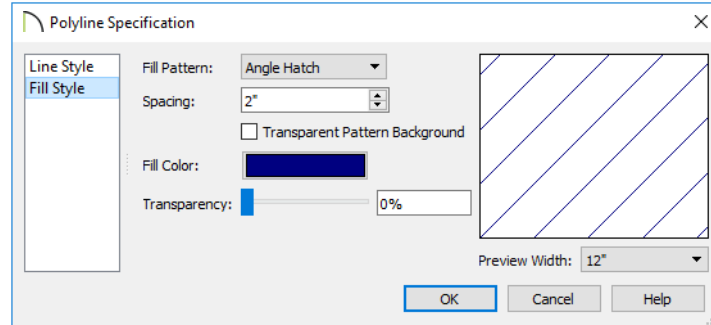 Polyline Specification
Line Style
Fill Style
Fill Pattern: Angle Hatch
Spacing: 2"
Transparent Pattern Background
Fill Color:
Transparency: 0%
Preview Width: 12"
OK Cancel Help